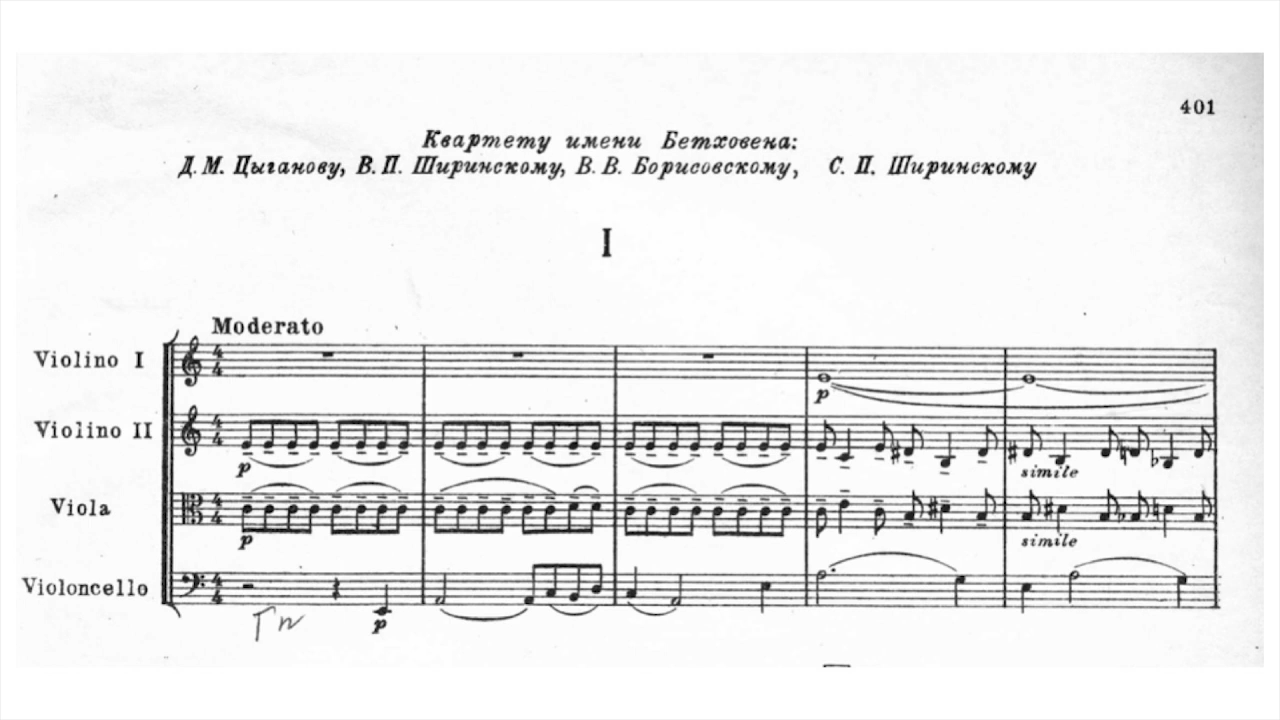 401
Квартету имени Бетховена:
Д. М. Цыганову, В. П. Ширинскому, В. В. Борисовскому, С. П. Ширинскому
I
Moderato
Violino I
p
Violino II
p
simile
Viola
p
simile
Violoncello
p